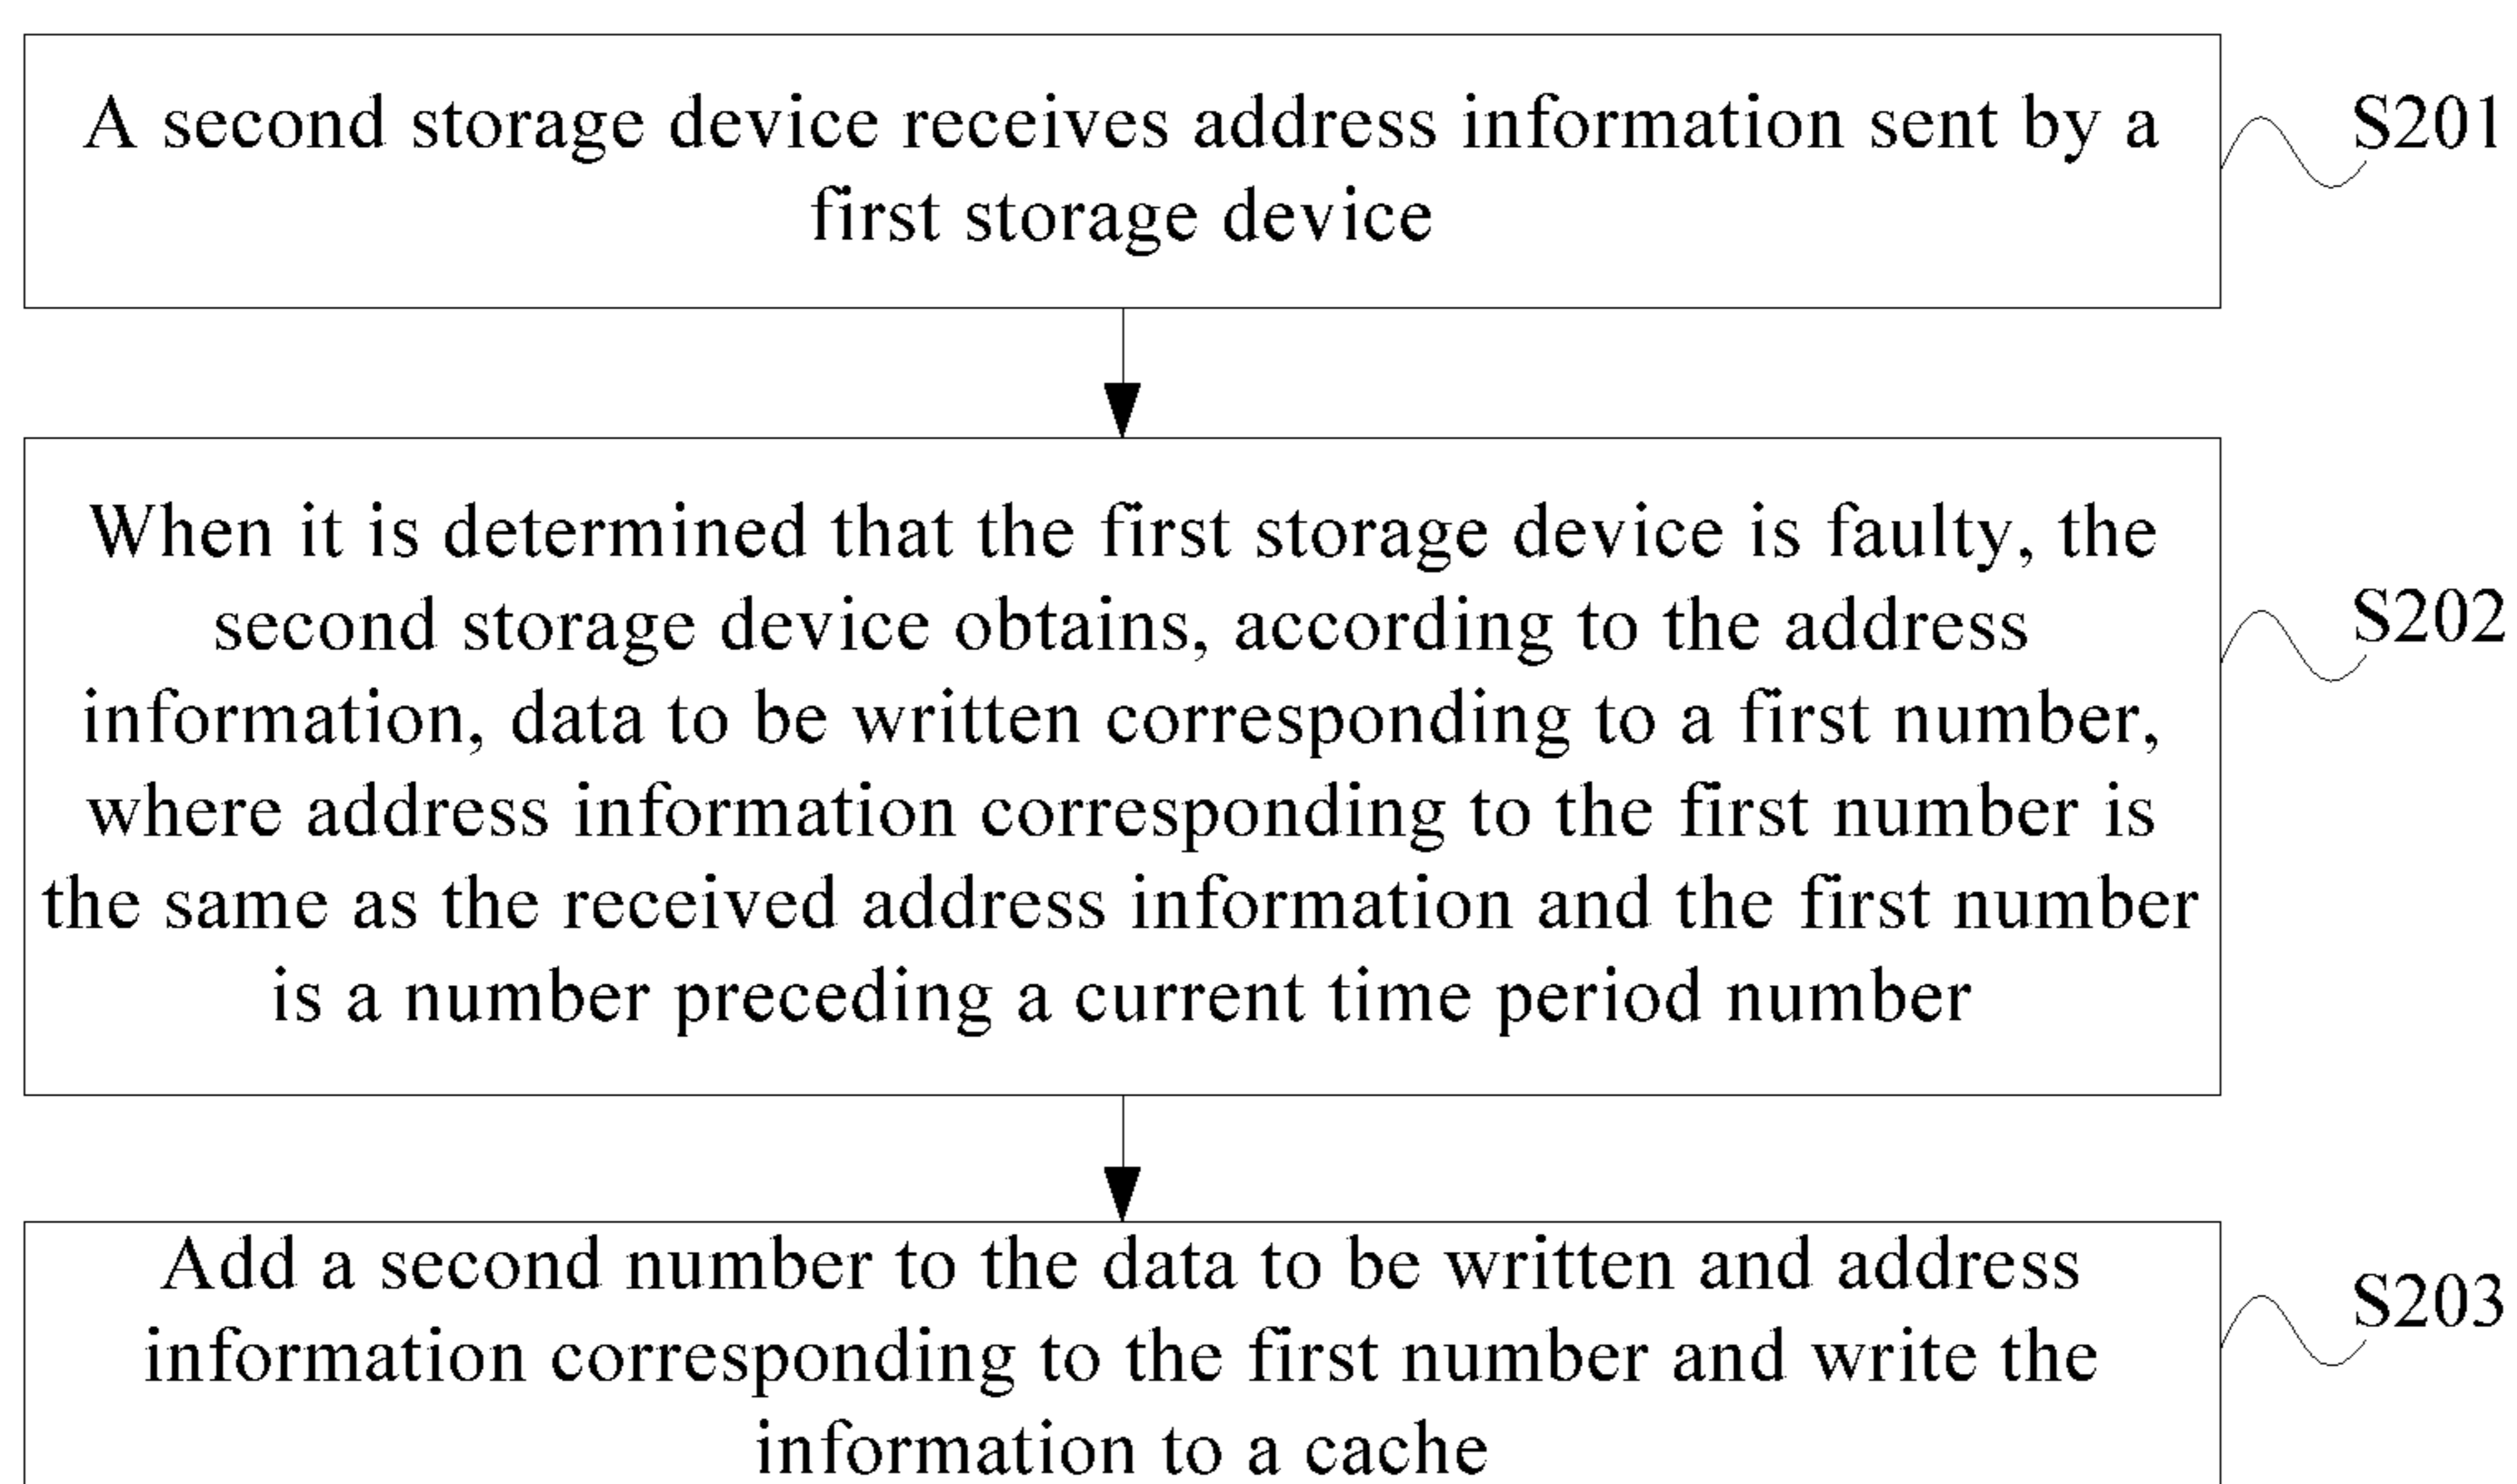 A second storage device receives address information sent by a
first storage device
S201
When it is determined that the first storage device is faulty, the
second storage device obtains, according to the address
information, data to be written corresponding to a first number,
where address information corresponding to the first number is
the same as the received address information and the first number
is a number preceding a current time period number
S202
Add a second number to the data to be written and address
information corresponding to the first number and write the
information to a cache
S203